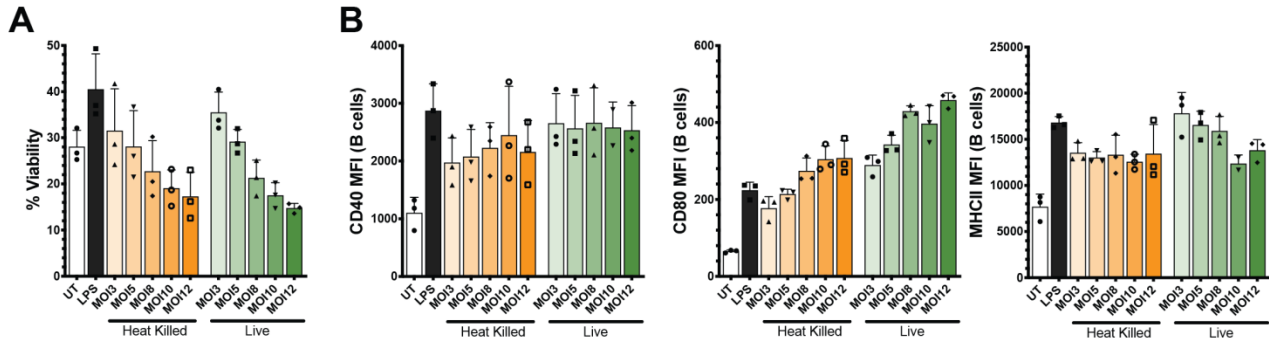 A
% Viability
50
40
30
20
10
0
UT
LPS
MOI3
MOI5
MOI8
MOI10
MOI12
MOI3
MOI5
MOI8
MOI10
MOI12
Heat Killed
Live
B
CD40 MFI (B cells)
4000
3000
2000
1000
0
UT
LPS
MOI3
MOI5
MOI8
MOI10
MOI12
MOI3
MOI5
MOI8
MOI10
MOI12
Heat Killed
Live
CD80 MFI (B cells)
600
400
200
0
UT
LPS
MOI3
MOI5
MOI8
MOI10
MOI12
MOI3
MOI5
MOI8
MOI10
MOI12
Heat Killed
Live
MHCII MFI (B cells)
25000
20000
15000
10000
5000
0
UT
LPS
MOI3
MOI5
MOI8
MOI10
MOI12
MOI3
MOI5
MOI8
MOI10
MOI12
Heat Killed
Live